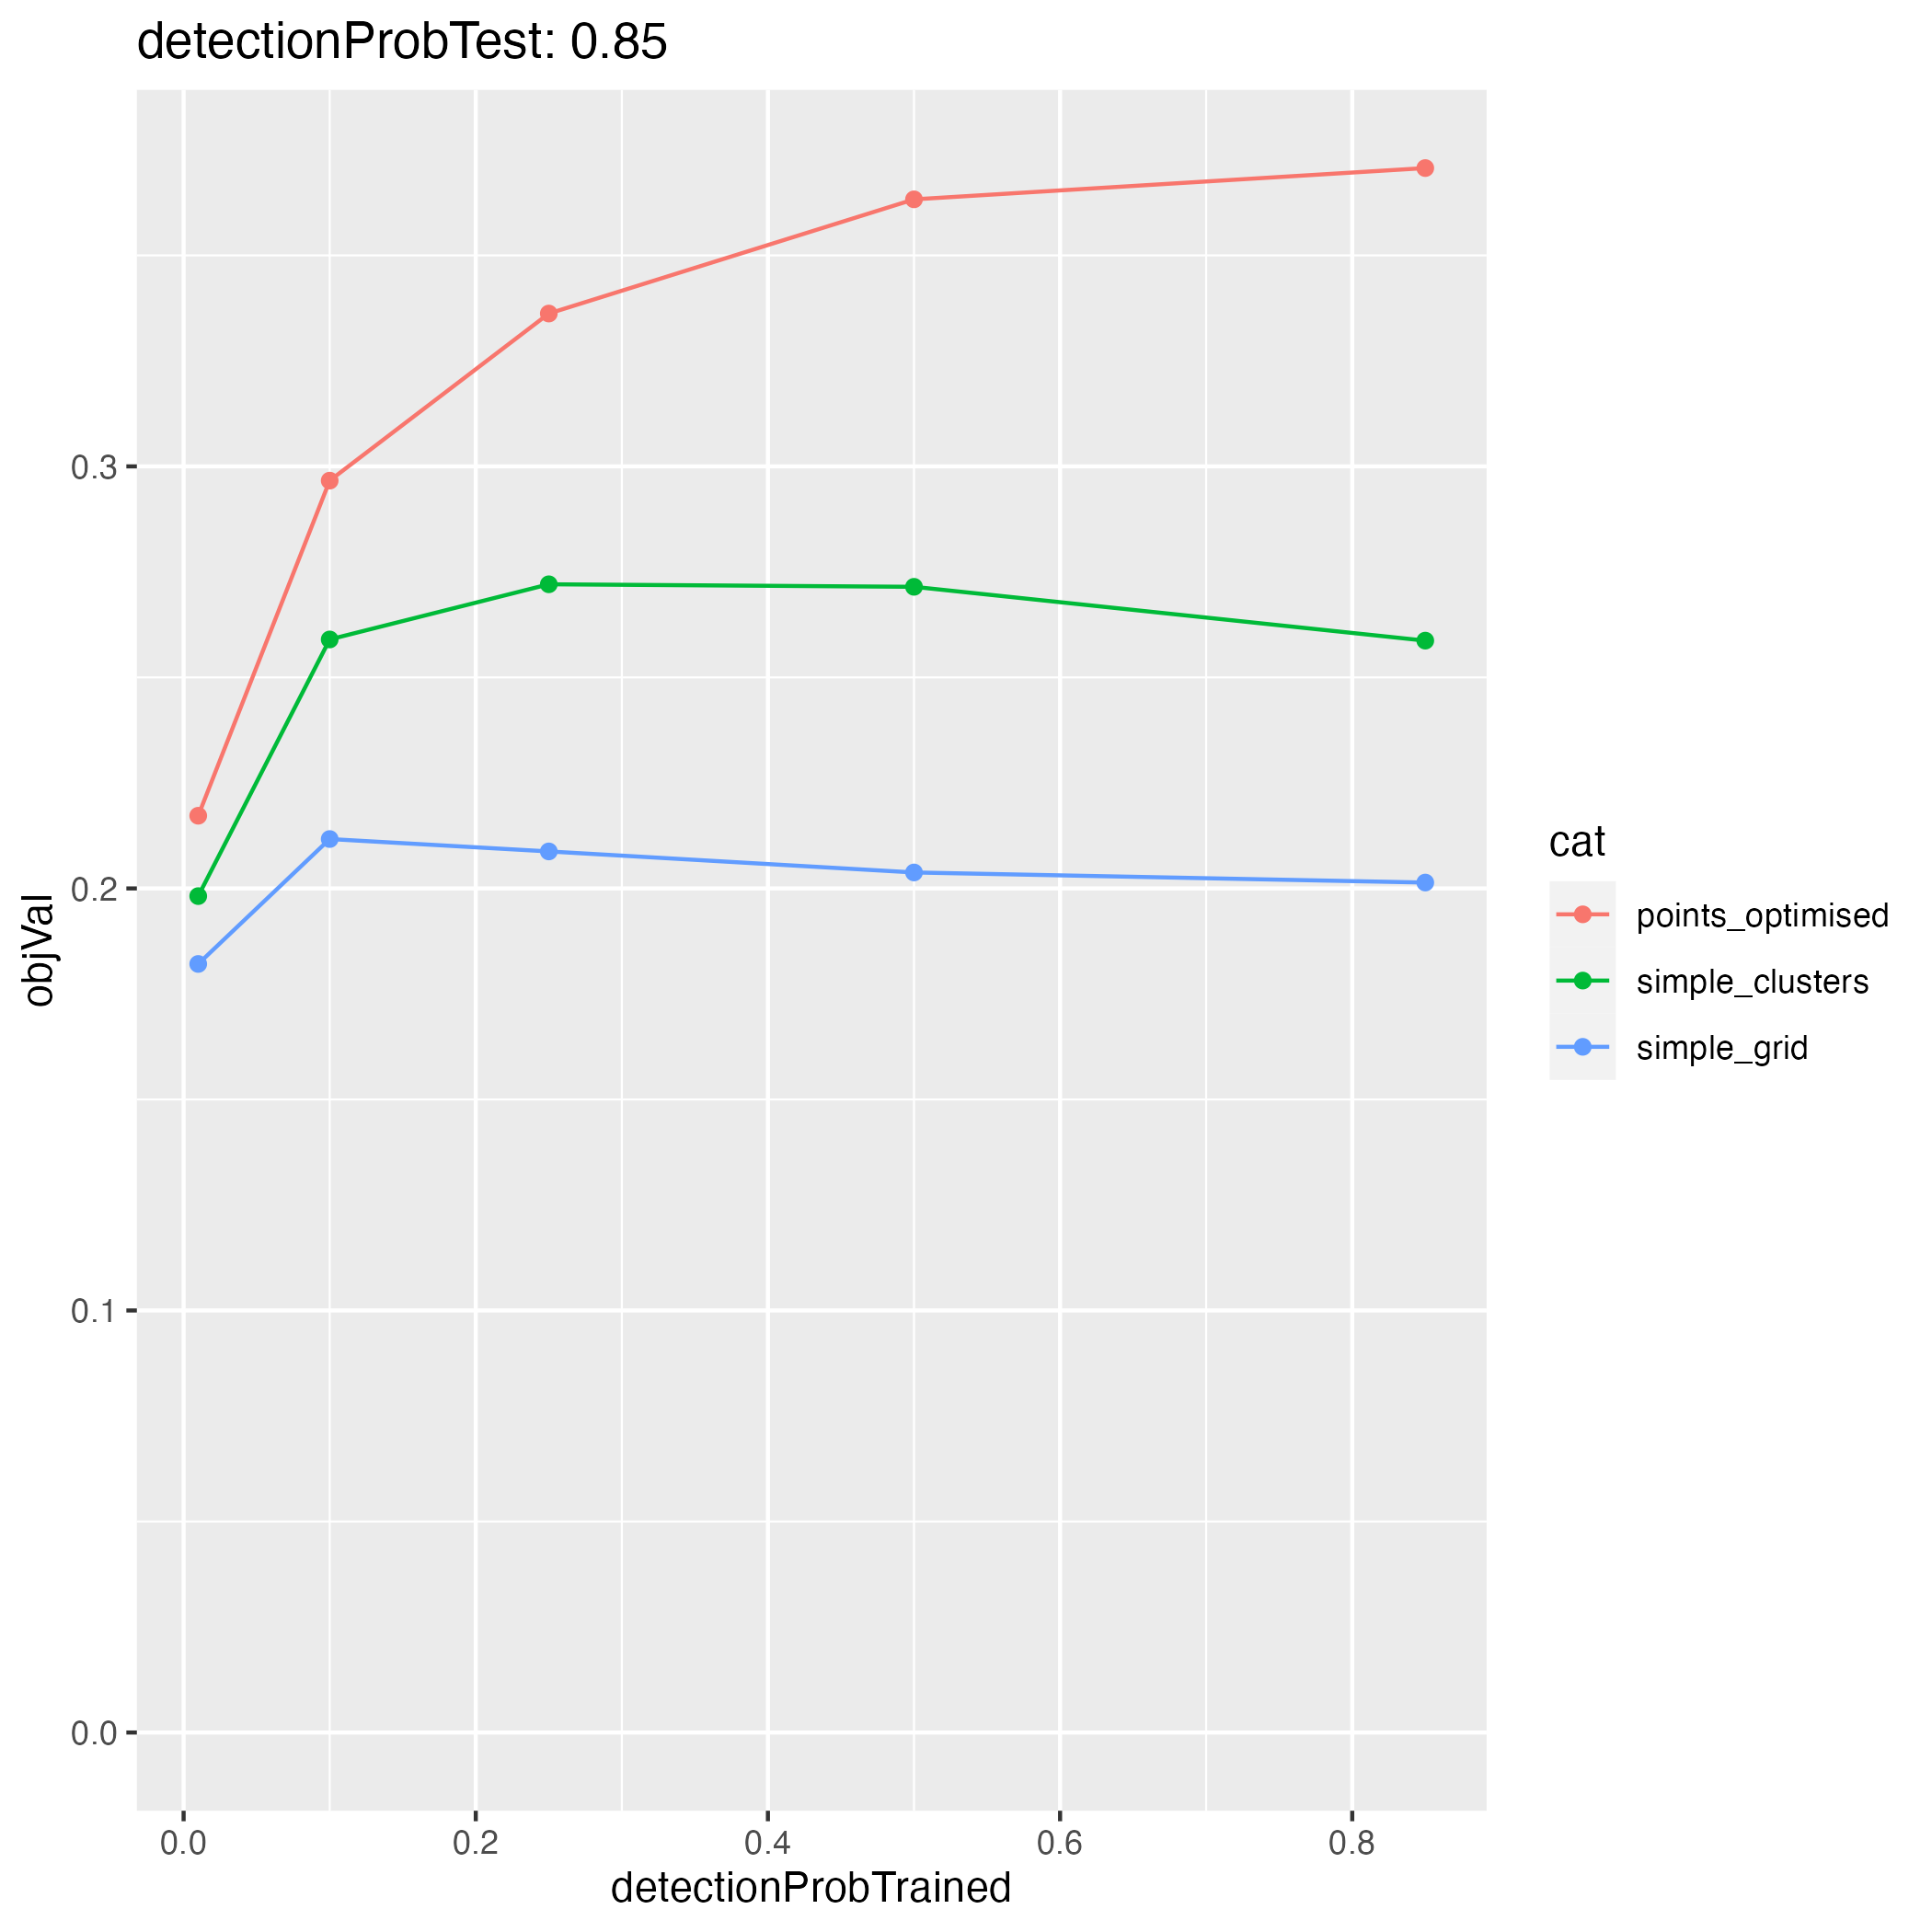 detectionProbTest: 0.85
objVal
0.3
0.2
0.1
0.0
0.0
0.2
0.4
0.6
0.8
detectionProbTrained
cat
points_optimised
simple_clusters
simple_grid